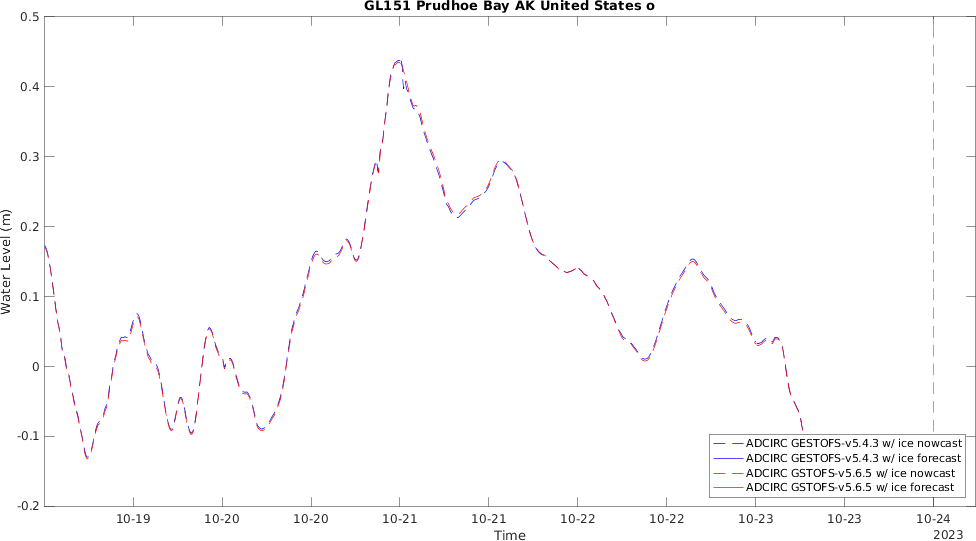 GL151 Prudhoe Bay AK United States o
0.5
0.4
0.3
0.2
0.1
0
-0.1
-0.2
Water Level (m)
ADCIRC GESTOFS-v5.4.3 w/ ice nowcast
ADCIRC GESTOFS-v5.4.3 w/ ice forecast
ADCIRC GSTOFS-v5.6.5 w/ ice nowcast
ADCIRC GSTOFS-v5.6.5 w/ ice forecast
10-19 10-20 10-20 10-21 10-21 10-22 10-22 10-23 10-23 10-24
Time 2023